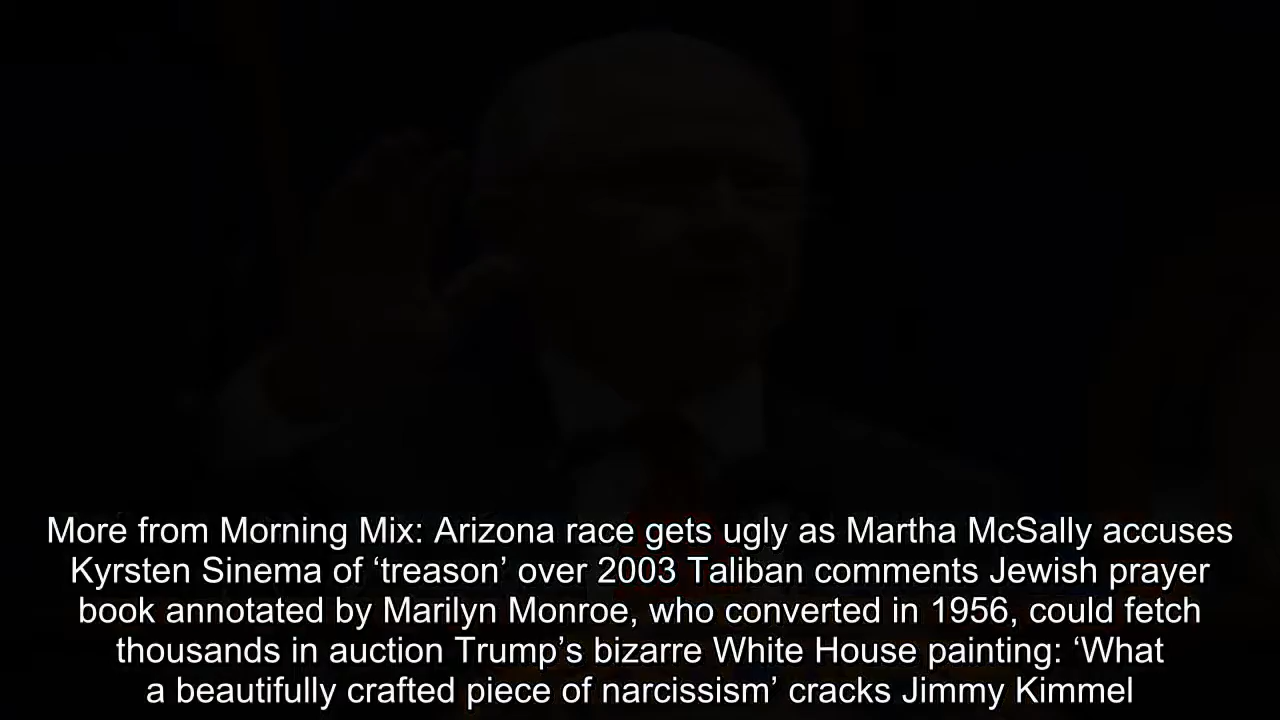 More from Morning Mix: Arizona race gets ugly as Martha McSally accuses
Kyrsten Sinema of ‘treason’ over 2003 Taliban comments Jewish prayer
book annotated by Marilyn Monroe, who converted in 1956, could fetch
thousands in auction Trump’s bizarre White House painting: ‘What
a beautifully crafted piece of narcissism’ cracks Jimmy Kimmel